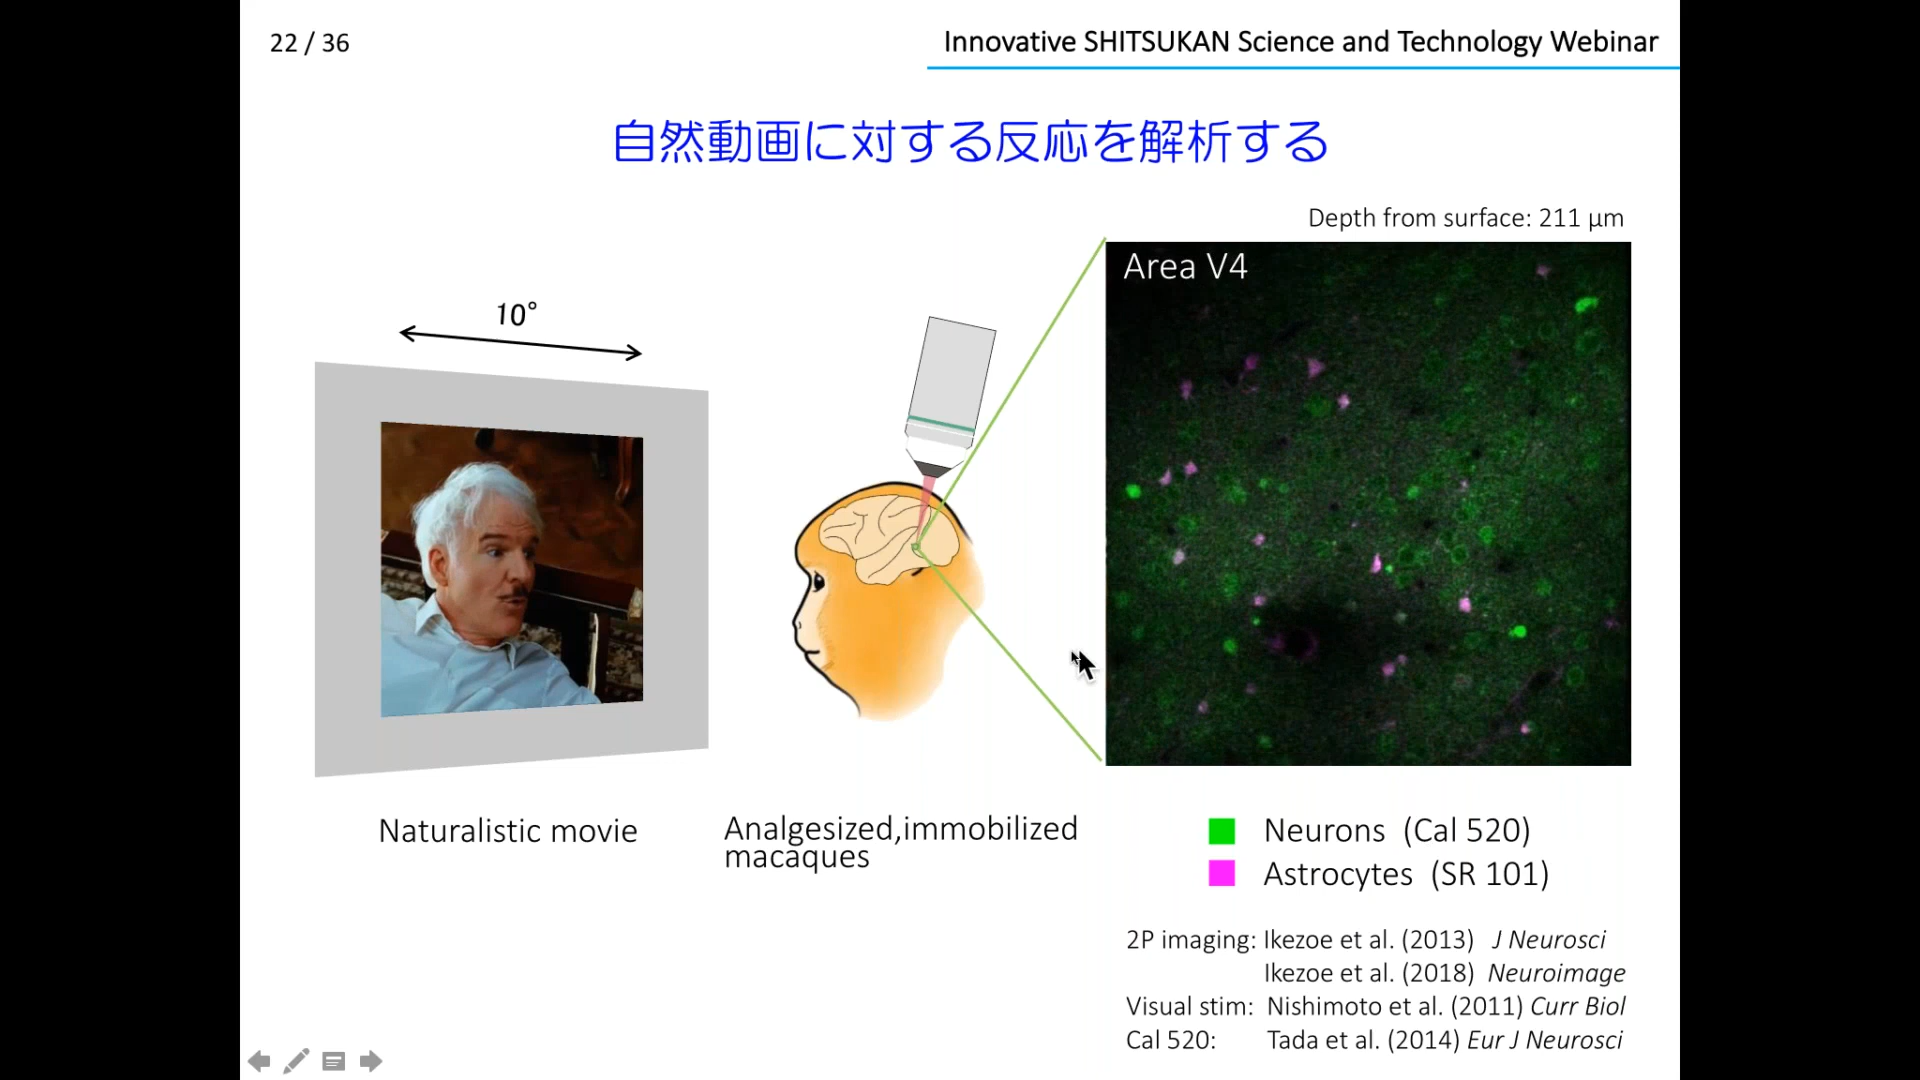 22 / 36
Innovative SHITSUKAN Science and Technology Webinar
自然動画に対する反応を解析する
Depth from surface: 211 μm
Area V4
10°
Naturalistic movie
Analgesized,immobilized
macaques
Neurons (Cal 520)
Astrocytes (SR 101)
2P imaging: Ikezoe et al. (2013) J Neurosci
Ikezoe et al. (2018) Neuroimage
Visual stim: Nishimoto et al. (2011) Curr Biol
Cal 520: Tada et al. (2014) Eur J Neurosci